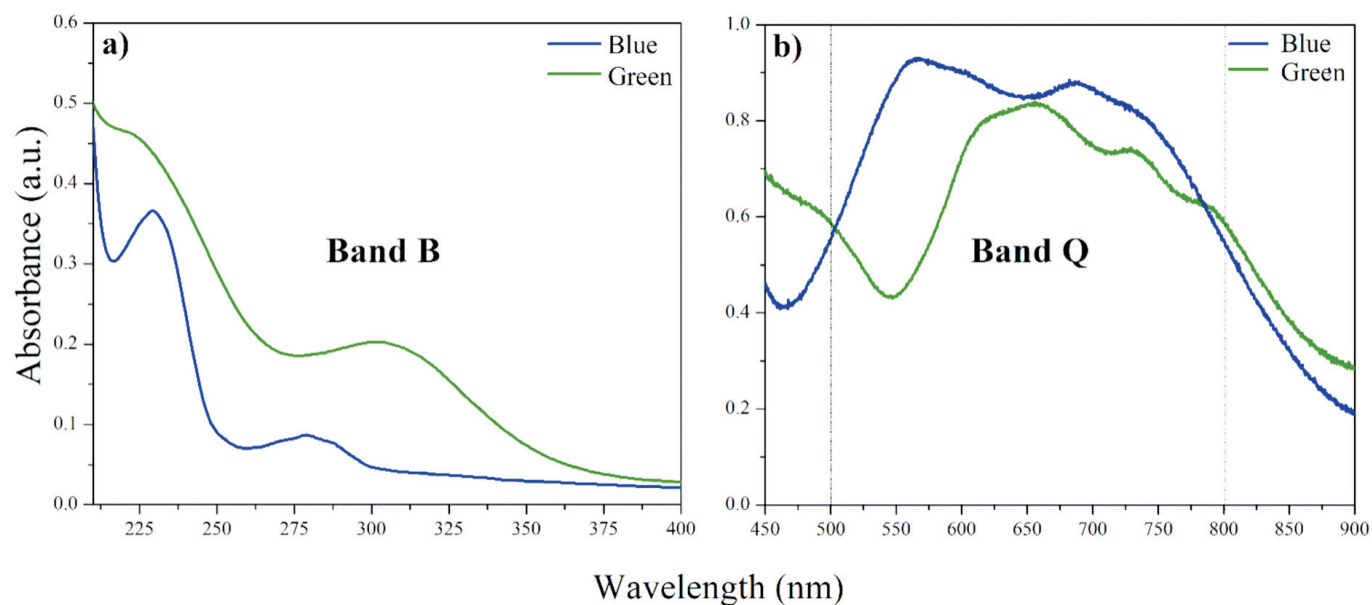 a)
Blue
Green
Band B
0.6
0.5
0.4
0.3
0.2
0.1
0.0
225 250 275 300 325 350 375 400
b)
Blue
Green
Band Q
1.0
0.8
0.6
0.4
0.2
0.0
450 500 550 600 650 700 750 800 850 900
Absorbance (a.u.)
Wavelength (nm)